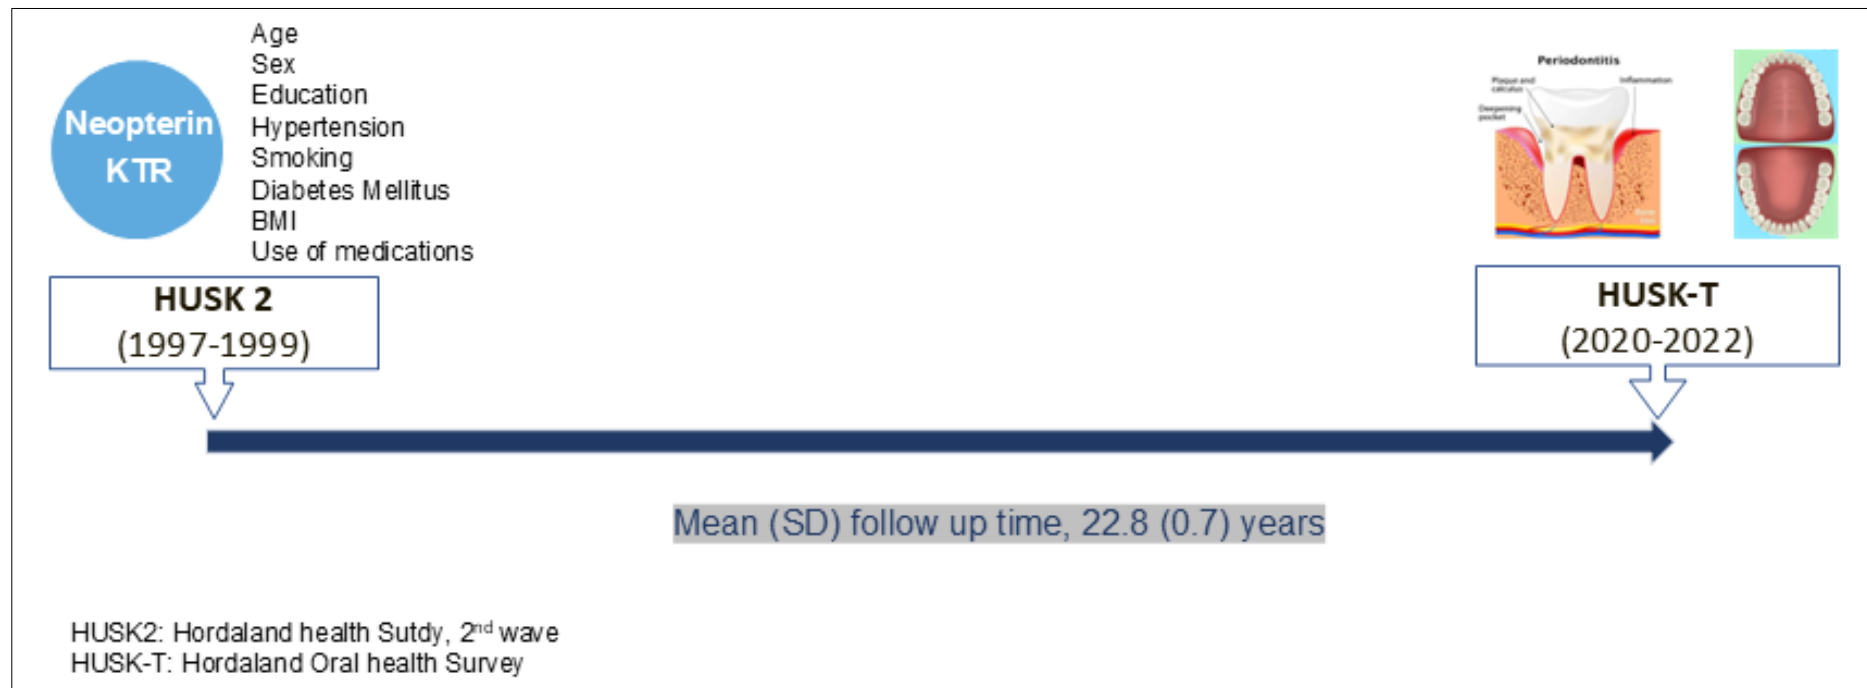 Neopterin
KTR
Age
Sex
Education
Hypertension
Smoking
Diabetes Mellitus
BMI
Use of medications
HUSK 2
(1997-1999)
Periodontitis
Plaque and
calculus
Inflammation
Deepening
pocket
HUSK-T
(2020-2022)
Mean (SD) follow up time, 22.8 (0.7) years
HUSK2: Hordaland health Sutdy, 2nd wave
HUSK-T: Hordaland Oral health Survey